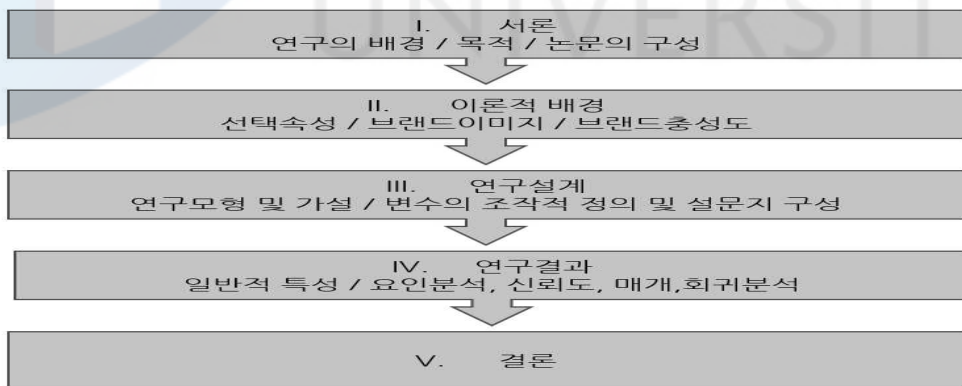 I. 서론
연구의 배경 / 목적 / 논문의 구성
II. 이론적 배경
선택속성 / 브랜드이미지 / 브랜드충성도
III. 연구설계
연구모형 및 가설 / 변수의 조작적 정의 및 설문지 구성
IV. 연구결과
일반적 특성 / 요인분석, 신뢰도, 매개,회귀분석
V. 결론